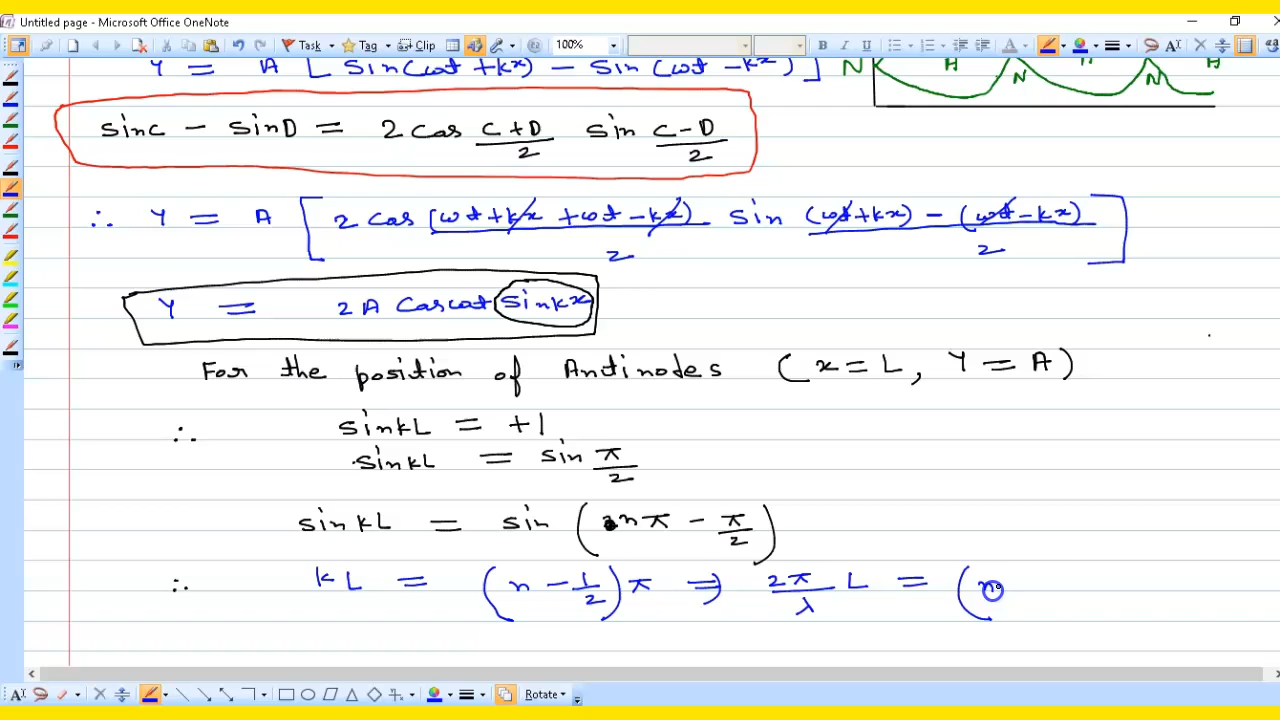 Untitled page - Microsoft Office OneNote
Task Tag Clip 100% B I U A
Y = A [ Sin(ωt + kx) - Sin (ωt - kx) ] N A N N A
sinC - sinD = 2 cos C + D / 2 sin C - D / 2
∴ Y = A [ 2 cos (ωt + kx + ωt - kx) / 2 sin (ωt + kx) - (ωt - kx) / 2 ]
Y = 2 A Cosωt sinkx
For the position of Antinodes (x = L, Y = A)
∴ sinkL = +1
sinkL = sin π / 2
sinkL = sin ( nπ - π / 2 )
∴ kL = ( n - 1 / 2 ) π ⇒ 2π / λ L = ( n
Rotate